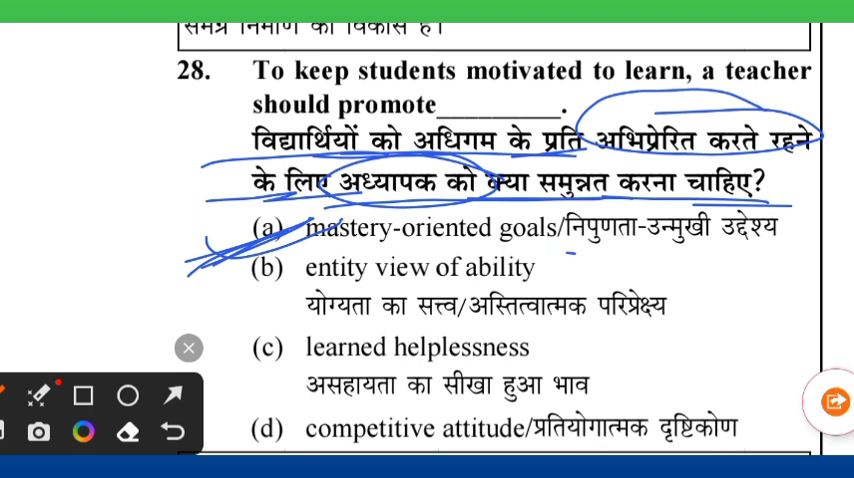 समग्र निर्माण का विकास है।
28. To keep students motivated to learn, a teacher
should promote__________.
विद्यार्थियों को अधिगम के प्रति अभिप्रेरित करते रहने
के लिए अध्यापक को क्या समुन्नत करना चाहिए?
(a) mastery-oriented goals/निपुणता-उन्मुखी उद्देश्य
(b) entity view of ability
योग्यता का सत्त्व/अस्तित्वात्मक परिप्रेक्ष्य
(c) learned helplessness
असहायता का सीखा हुआ भाव
(d) competitive attitude/प्रतियोगात्मक दृष्टिकोण